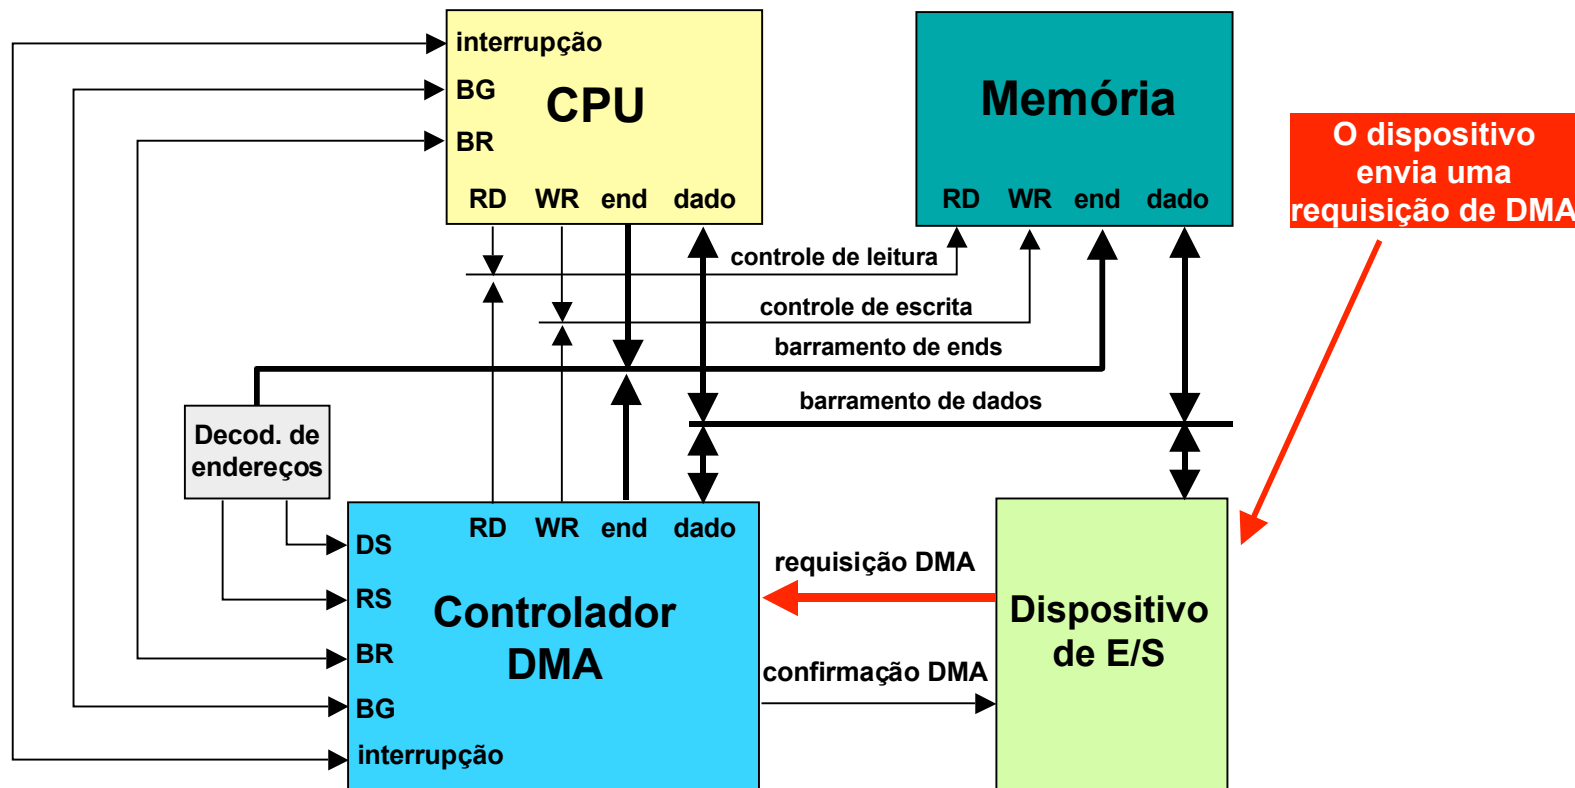 interrupção
BG
CPU
BR
RD WR end dado
Memória
RD WR end dado
O dispositivo
envia uma
requisição de DMA
controle de leitura
controle de escrita
barramento de ends
barramento de dados
Decod. de
endereços
RD WR end dado
DS
RS
BR
BG
interrupção
Controlador
DMA
requisição DMA
confirmação DMA
Dispositivo
de E/S